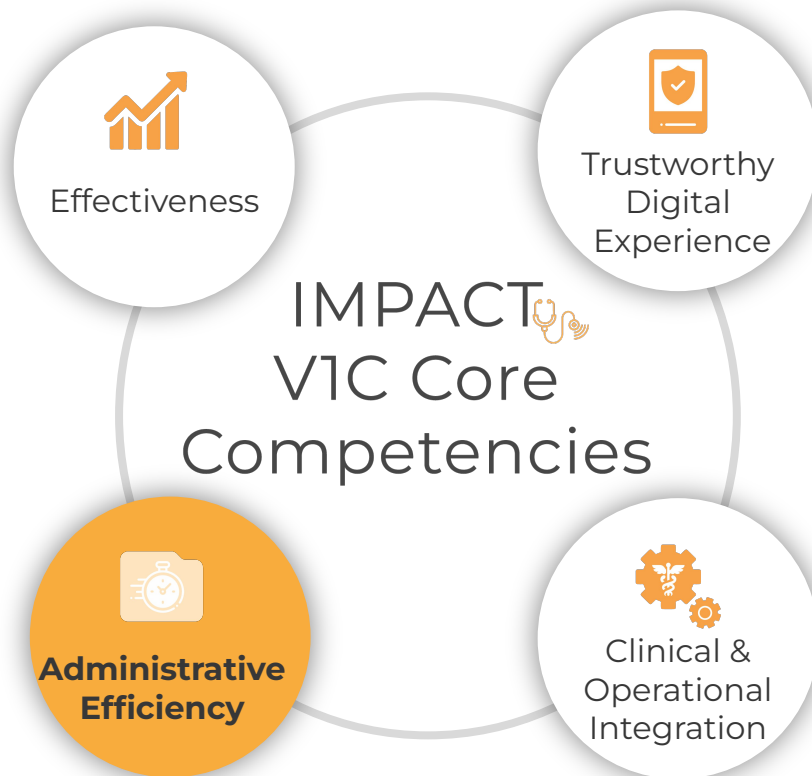 Effectiveness
Trustworthy
Digital
Experience
IMPACT
V1C Core
Competencies
Administrative
Efficiency
Clinical &
Operational
Integration